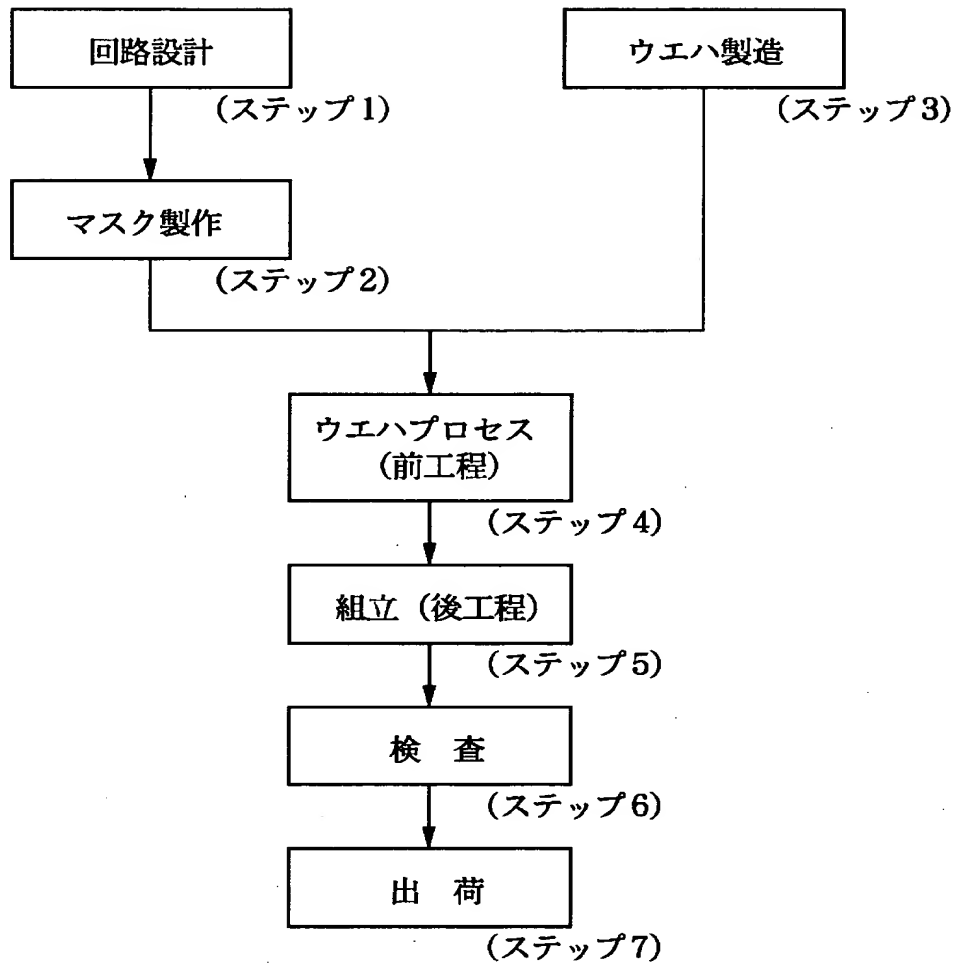 回路設計
(ステップ1)
ウエハ製造
(ステップ3)
マスク製作
(ステップ2)
ウエハプロセス
(前工程)
(ステップ4)
組立(後工程)
(ステップ5)
検 査
(ステップ6)
出 荷
(ステップ7)